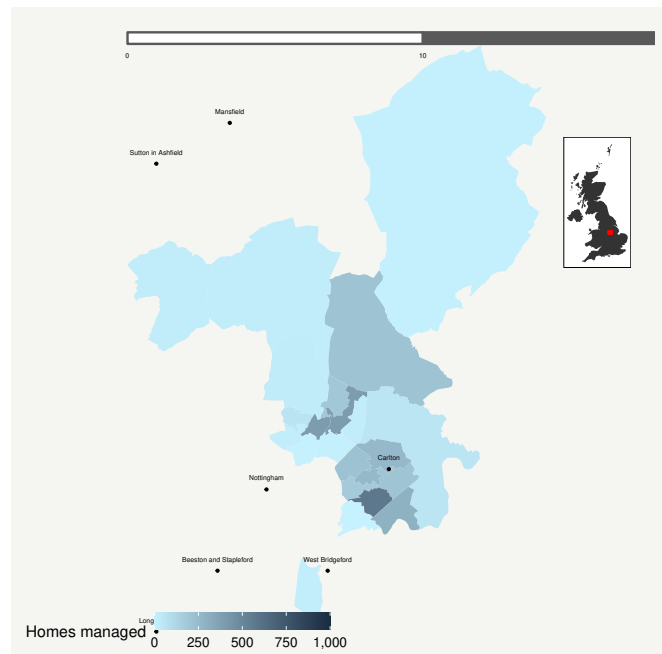 0 10
Mansfield
Sutton in Ashfield
Carlton
Nottingham
Beeston and Stapleford West Bridgeford
Long
Homes managed
0 250 500 750 1,000